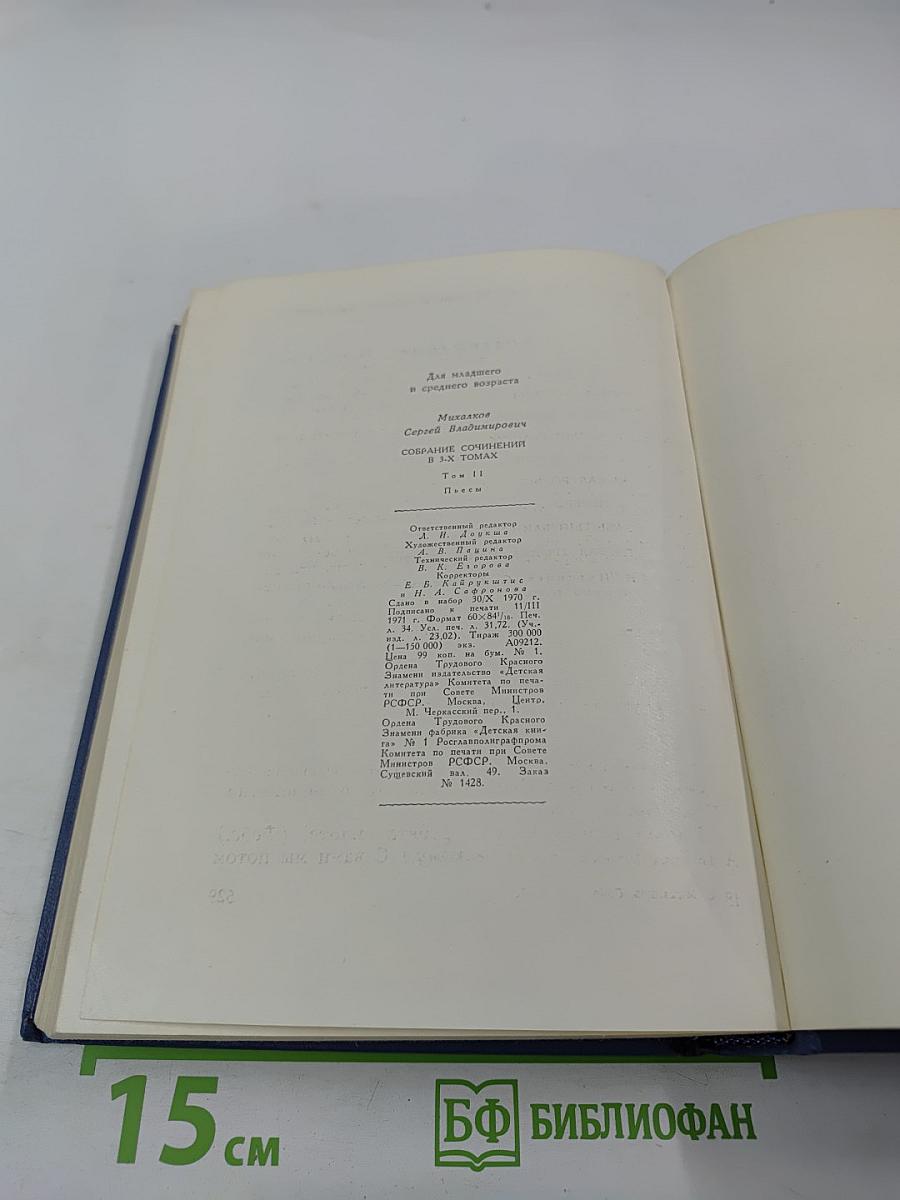 Для младшего
и среднего возраста
Михалков
Сергей Владимирович
СОБРАНИЕ СОЧИНЕНИЙ
В 3-Х ТОМАХ
Том II
Пьесы
Ответственный редактор
Л. И. Доукша
Художественный редактор
А. В. Пацина
Технический редактор
В. К. Егорова
Корректоры
Е. Б. Кайрукштис
и Н. А. Сафронова
Сдано в набор 30/X 1970 г.
Подписано к печати 11/III
1971 г. Формат 60×84¹/₁₆. Печ.
л. 34. Усл. печ. л. 31,72. (Уч.-
изд. л. 23,02). Тираж 300 000
(1—150 000) экз. А09212.
Цена 99 коп. на бум. № 1.
Ордена Трудового Красного
Знамени издательство «Детская
литература» Комитета по печа-
ти при Совете Министров
РСФСР. Москва, Центр,
М. Черкасский пер., 1.
Ордена Трудового Красного
Знамени фабрика «Детская кни-
га» № 1 Росглавполиграфпрома
Комитета по печати при Совете
Министров РСФСР. Москва,
Сущевский вал, 49. Заказ
№ 1428.
15 см
БФ БИБЛИОФАН